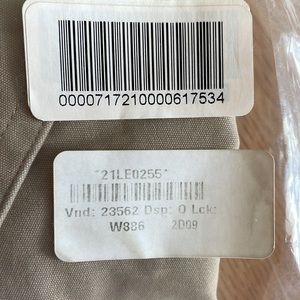 0000717210000617534
*21LE0255*
Vnd: 23562 Dsp: 0 Lck:
W386 2D09